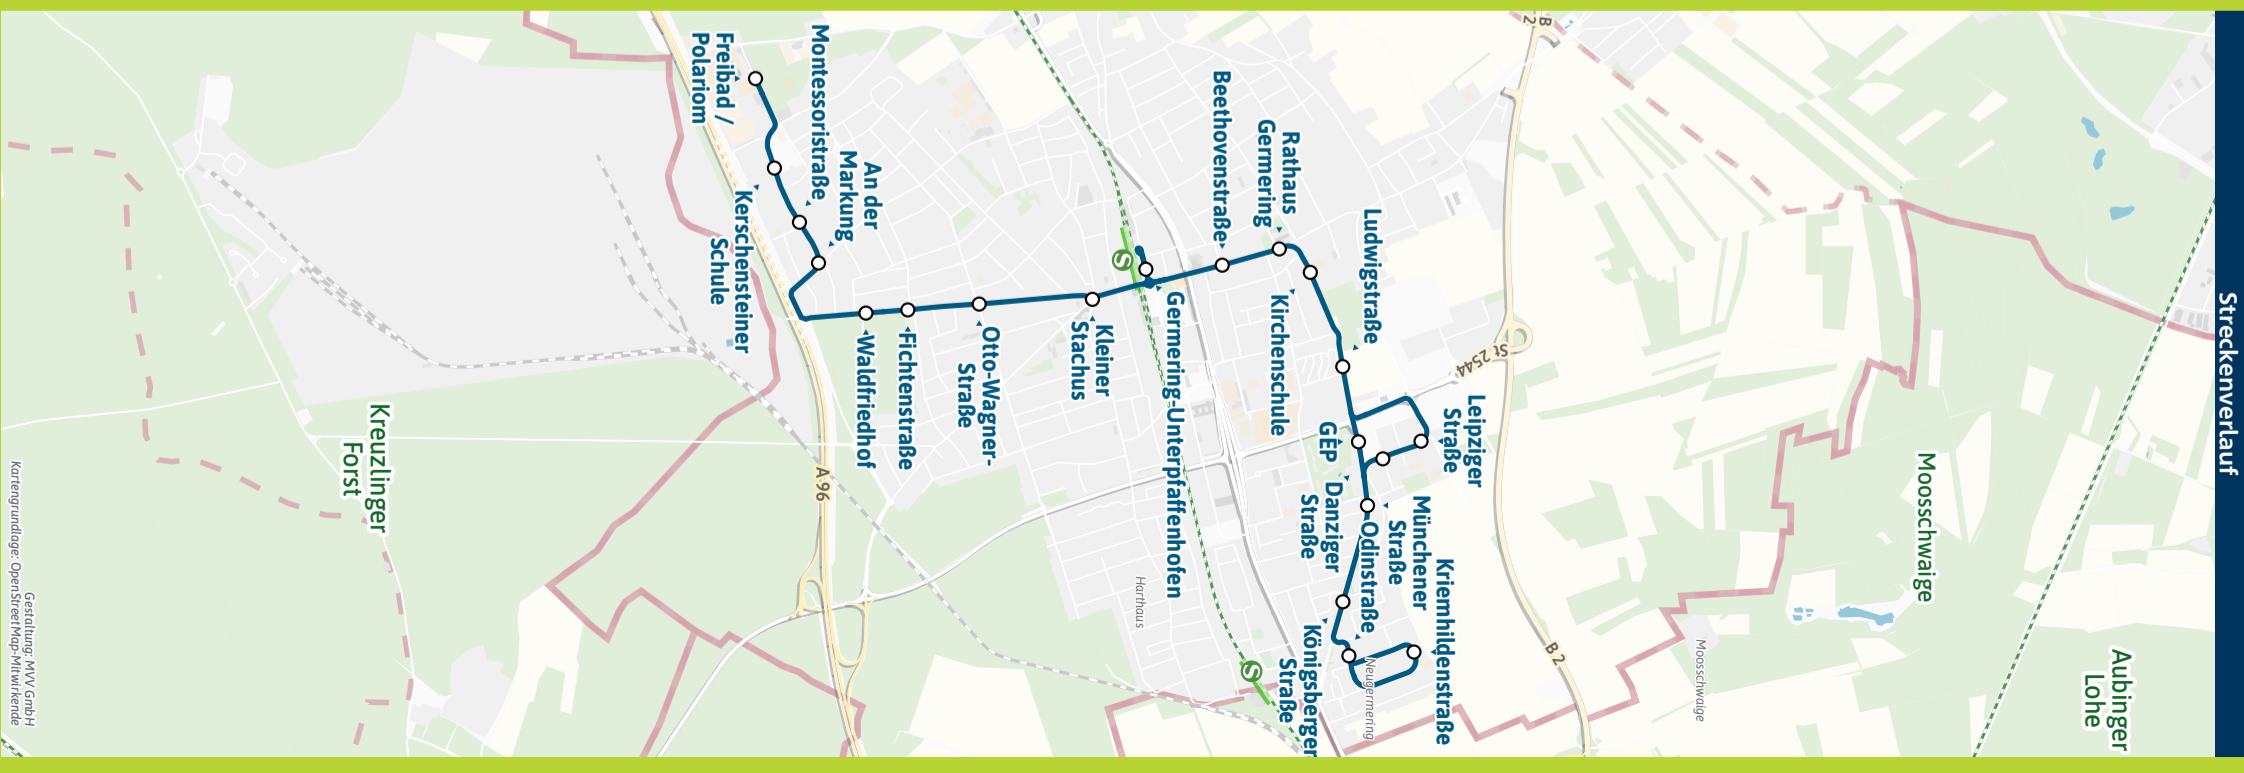 Streckenverlauf
Aubinger
Lohe
Mooschwaige
Moosschwaige
B
2
B 2
St 2544
Leipziger
Straße
Kriemhildenstraße
Münchener
Straße
Ludwigstraße
Odinstraße
Neugermering
Danziger
Straße
GEP
Königsberger
Straße
Rathaus
Germering
Kirchenschule
Beethovenstraße
S
Germering-Unterpfaffenhofen
Harthaus
S
Kleiner
Stachus
Otto-Wagner-
Straße
Fichtenstraße
Waldfriedhof
An der
Markung
Montessoristraße
A 96
Kerschensteiner
Schule
Freibad /
Polariom
Kreuzlinger
Forst
Gestaltung: MVV GmbH
Kartengrundlage: OpenStreetMap-Mitwirkende